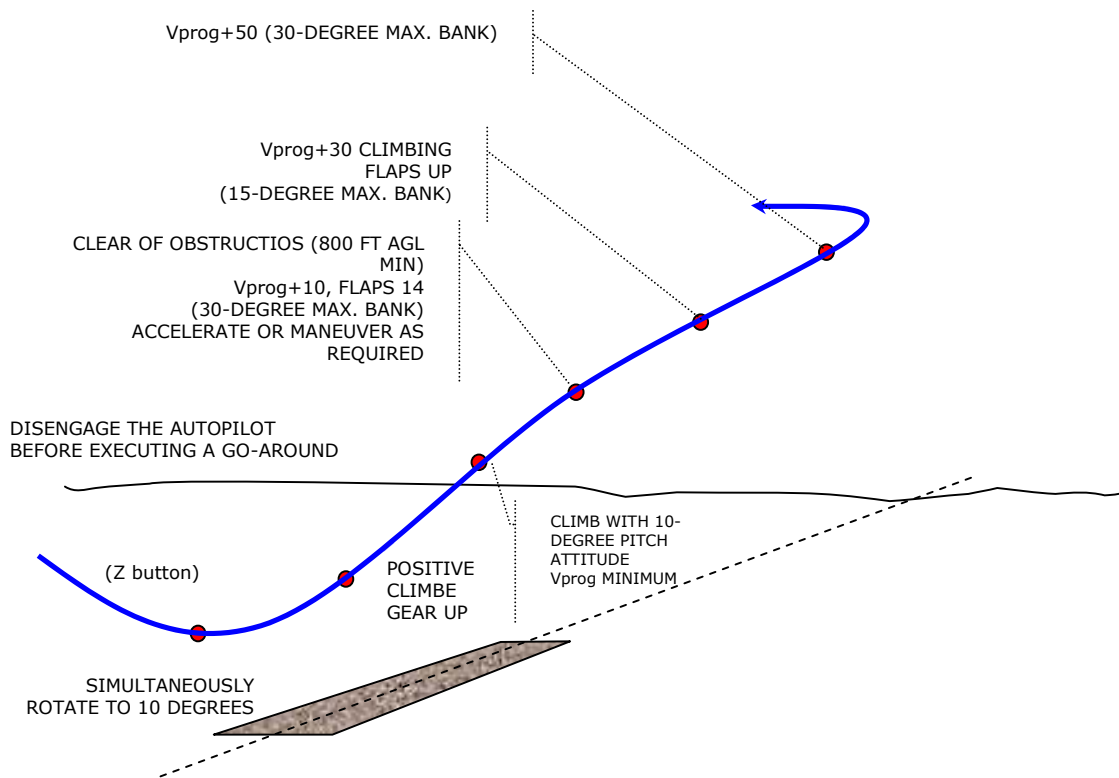 Vprog+50 (30-DEGREE MAX. BANK)
Vprog+30 CLIMBING
FLAPS UP
(15-DEGREE MAX. BANK)
CLEAR OF OBSTRUCTIOS (800 FT AGL
MIN)
Vprog+10, FLAPS 14
(30-DEGREE MAX. BANK)
ACCELERATE OR MANEUVER AS
REQUIRED
DISENGAGE THE AUTOPILOT
BEFORE EXECUTING A GO-AROUND
CLIMB WITH 10-
DEGREE PITCH
ATTITUDE
Vprog MINIMUM
(Z button)
POSITIVE
CLIMBE
GEAR UP
SIMULTANEOUSLY
ROTATE TO 10 DEGREES